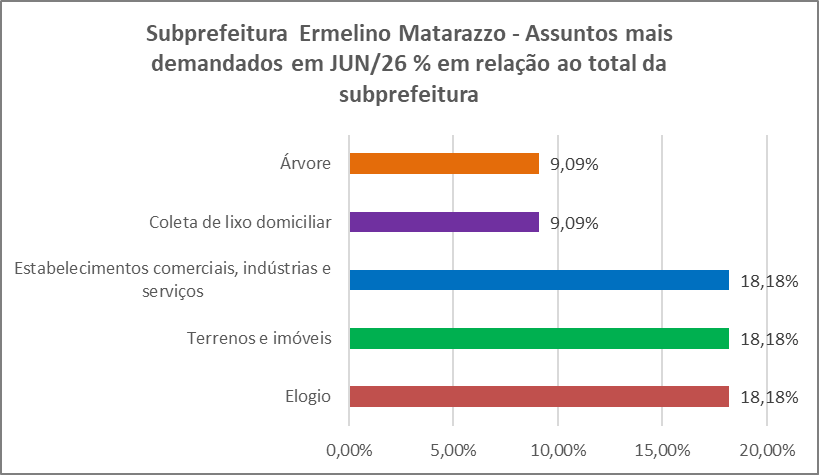 Subprefeitura Ermelino Matarazzo - Assuntos mais
demandados em JUN/26 % em relação ao total da
subprefeitura
Árvore
9,09%
Coleta de lixo domiciliar
9,09%
Estabelecimentos comerciais, indústrias e
serviços
18,18%
Terrenos e imóveis
18,18%
Elogio
18,18%
0,00%
5,00%
10,00%
15,00%
20,00%